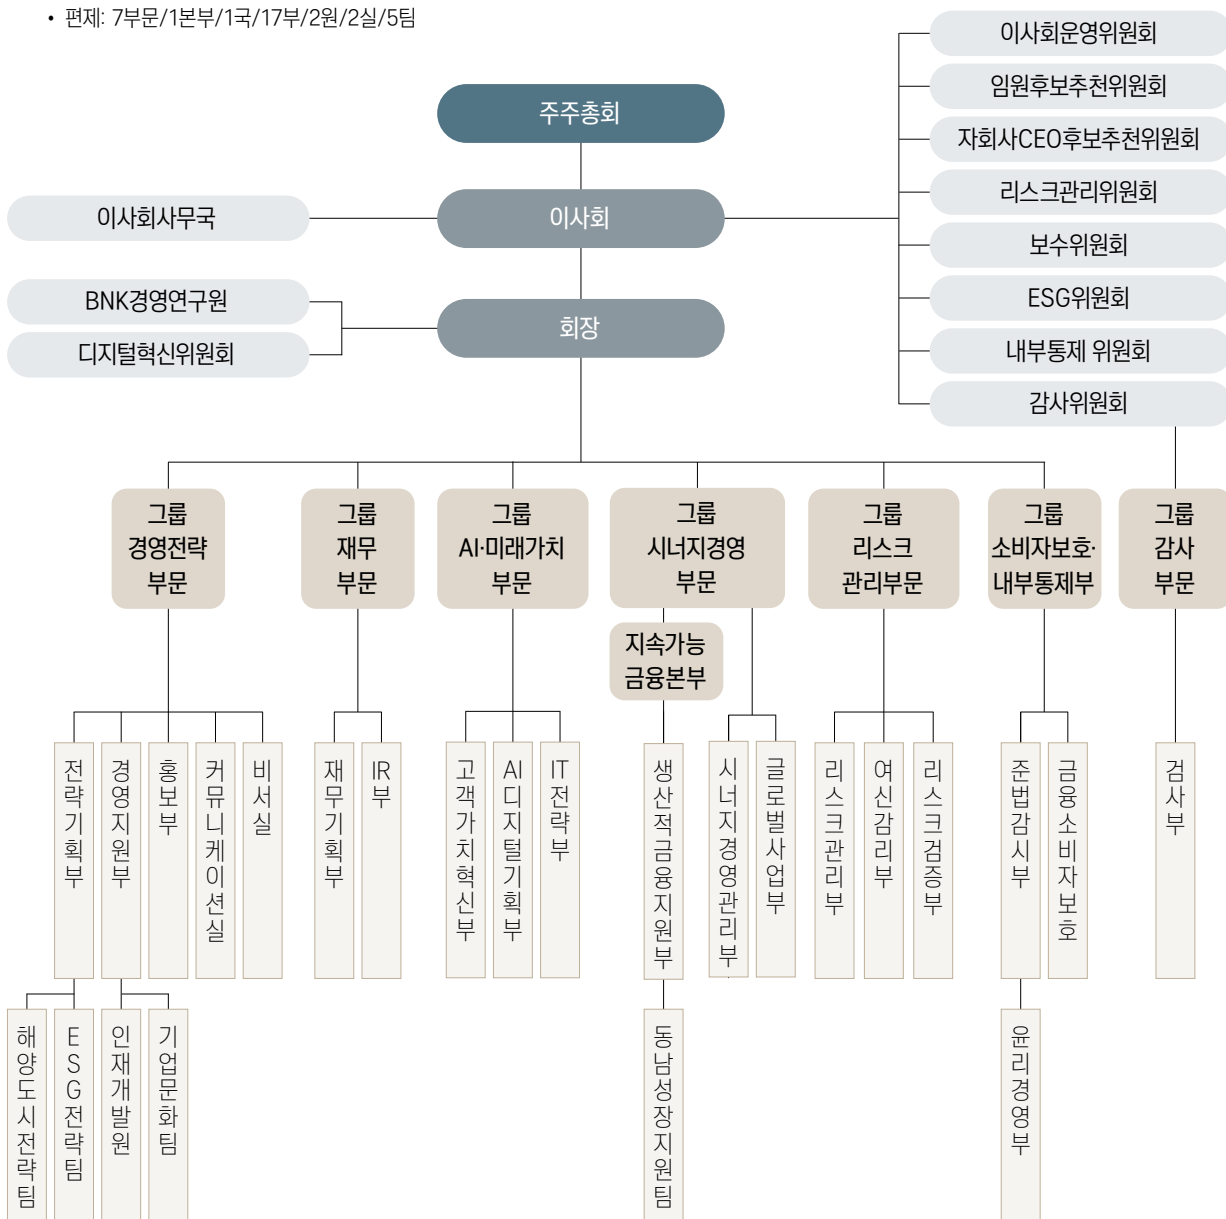 • 편제: 7부문/1본부/1국/17부/2원/2실/5팀
주주총회
이사회
회장
이사회사무국
BNK경영연구원
디지털혁신위원회
이사회운영위원회
임원후보추천위원회
자회사CEO후보추천위원회
리스크관리위원회
보수위원회
ESG위원회
내부통제 위원회
감사위원회
그룹
경영전략
부문
그룹
재무
부문
그룹
AI·미래가치
부문
그룹
시너지경영
부문
그룹
리스크
관리부문
그룹
소비자보호·
내부통제부
그룹
감사
부문
지속가능
금융본부
전략기획부
경영지원부
홍보부
커뮤니케이션실
비서실
재무기획부
IR부
고객가치혁신부
AI디지털기획부
IT전략부
생산적금융지원부
시너지경영관리부
글로벌사업부
리스크관리부
여신감리부
리스크검증부
준법감시부
금융소비자보호
검사부
해양도시전략팀
ESG전략팀
인재개발원
기업문화팀
동남성장지원팀
윤리경영부